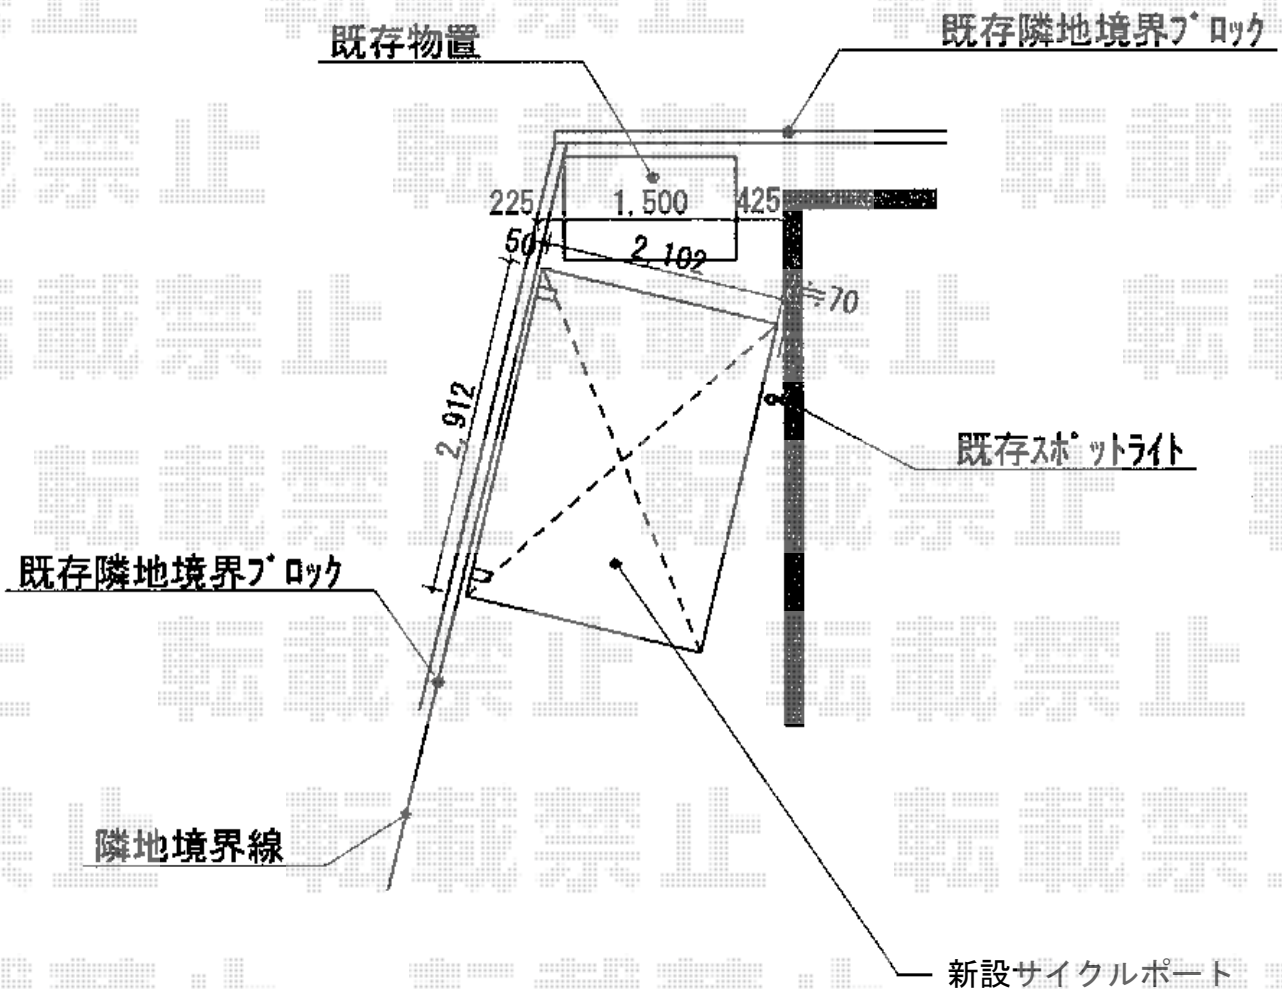 既存物置
既存隣地境界ブロック
225
1,500
425
50
2,102
70
2,912
既存スポットライト
既存隣地境界ブロック
隣地境界線
新設サイクルポート
転載禁止